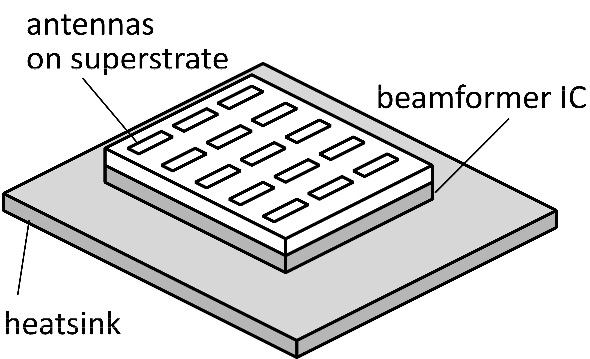 antennas
on superstrate
beamformer IC
heatsink